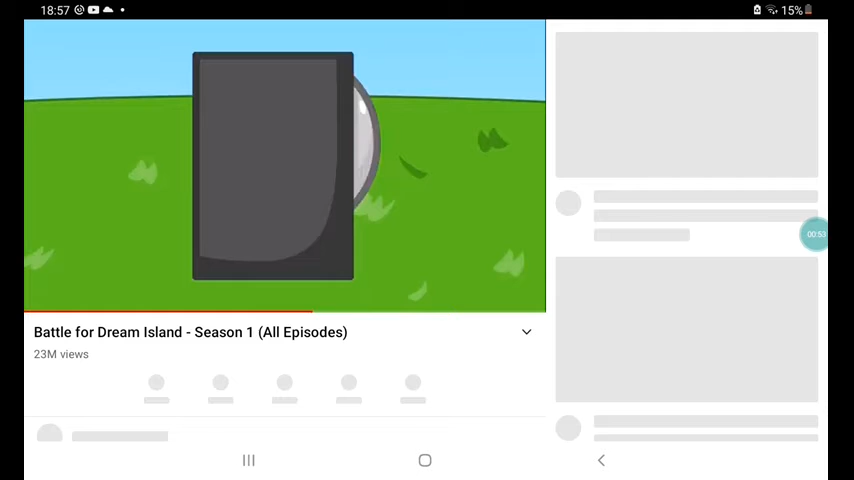 18:57
15%
00:53
Battle for Dream Island - Season 1 (All Episodes)
23M views